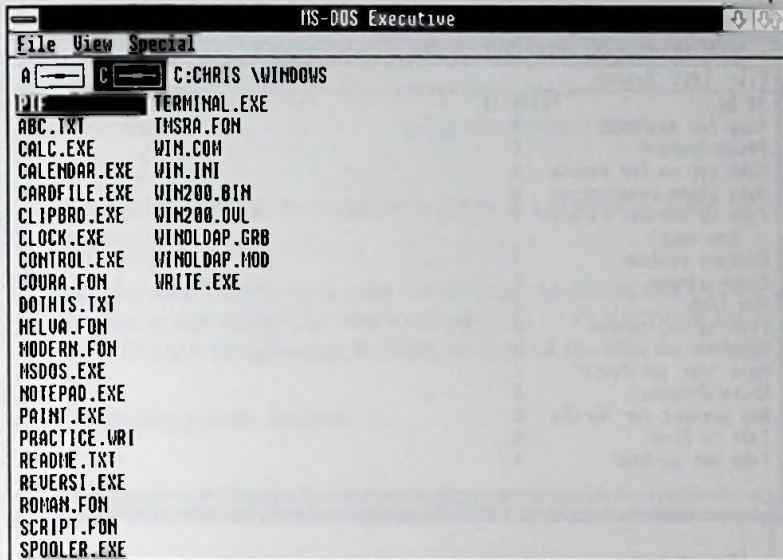 MS-DOS Executive
File View Special
A C C:CHRIS \WINDOWS
PIF TERMINAL.EXE
ABC.TXT TMSRA.FON
CALC.EXE WIN.COM
CALENDAR.EXE WIN.INI
CARDFILE.EXE WIN200.BIN
CLIPBRD.EXE WIN200.OVL
CLOCK.EXE WINOLDAP.GRB
CONTROL.EXE WINOLDAP.MOD
COURA.FON WRITE.EXE
DOTHIS.TXT
HELVA.FON
MODERN.FON
MSDOS.EXE
NOTEPAD.EXE
PAINT.EXE
PRACTICE.WRI
README.TXT
REVERSI.EXE
ROMAN.FON
SCRIPT.FON
SPOOLER.EXE